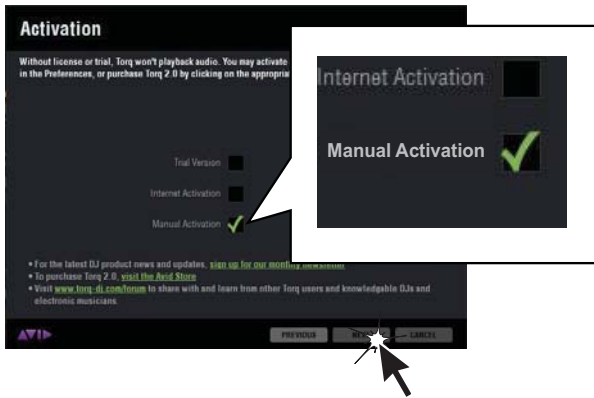 Activation
Without license or trial, Torq won't playback audio. You may activate
in the Preferences, or purchase Torq 2.0 by clicking on the
Internet Activation
Manual Activation
Trial Version
Internet Activation
Manual Activation
• For the latest DJ product news and updates, sign up for our monthly newsletter
• To purchase Torq 2.0, visit the Avid Store
• Visit www.torq-dj.com/forum to share with and learn from other Torq users and knowledgable DJs and
electronic musicians.
AVID
PREVIOUS
CANCEL